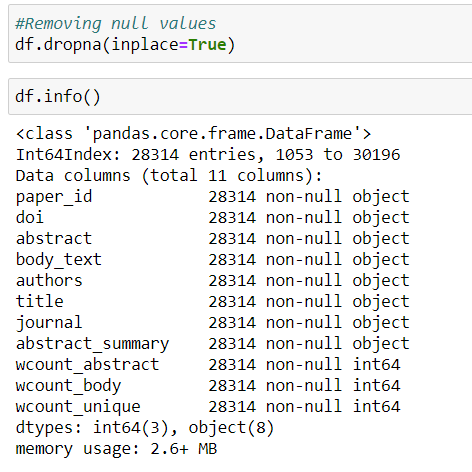 #Removing null values
df.dropna(inplace=True)
df.info()
<class 'pandas.core.frame.DataFrame'>
Int64Index: 28314 entries, 1053 to 30196
Data columns (total 11 columns):
paper_id            28314 non-null object
doi                 28314 non-null object
abstract            28314 non-null object
body_text           28314 non-null object
authors             28314 non-null object
title               28314 non-null object
journal             28314 non-null object
abstract_summary    28314 non-null object
wcount_abstract     28314 non-null int64
wcount_body         28314 non-null int64
wcount_unique       28314 non-null int64
dtypes: int64(3), object(8)
memory usage: 2.6+ MB